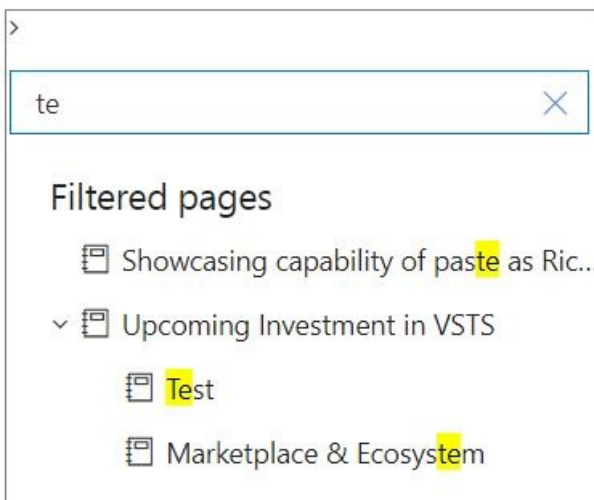 te
Filtered pages
Showcasing capability of paste as Ric...
Upcoming Investment in VSTS
Test
Marketplace & Ecosystem